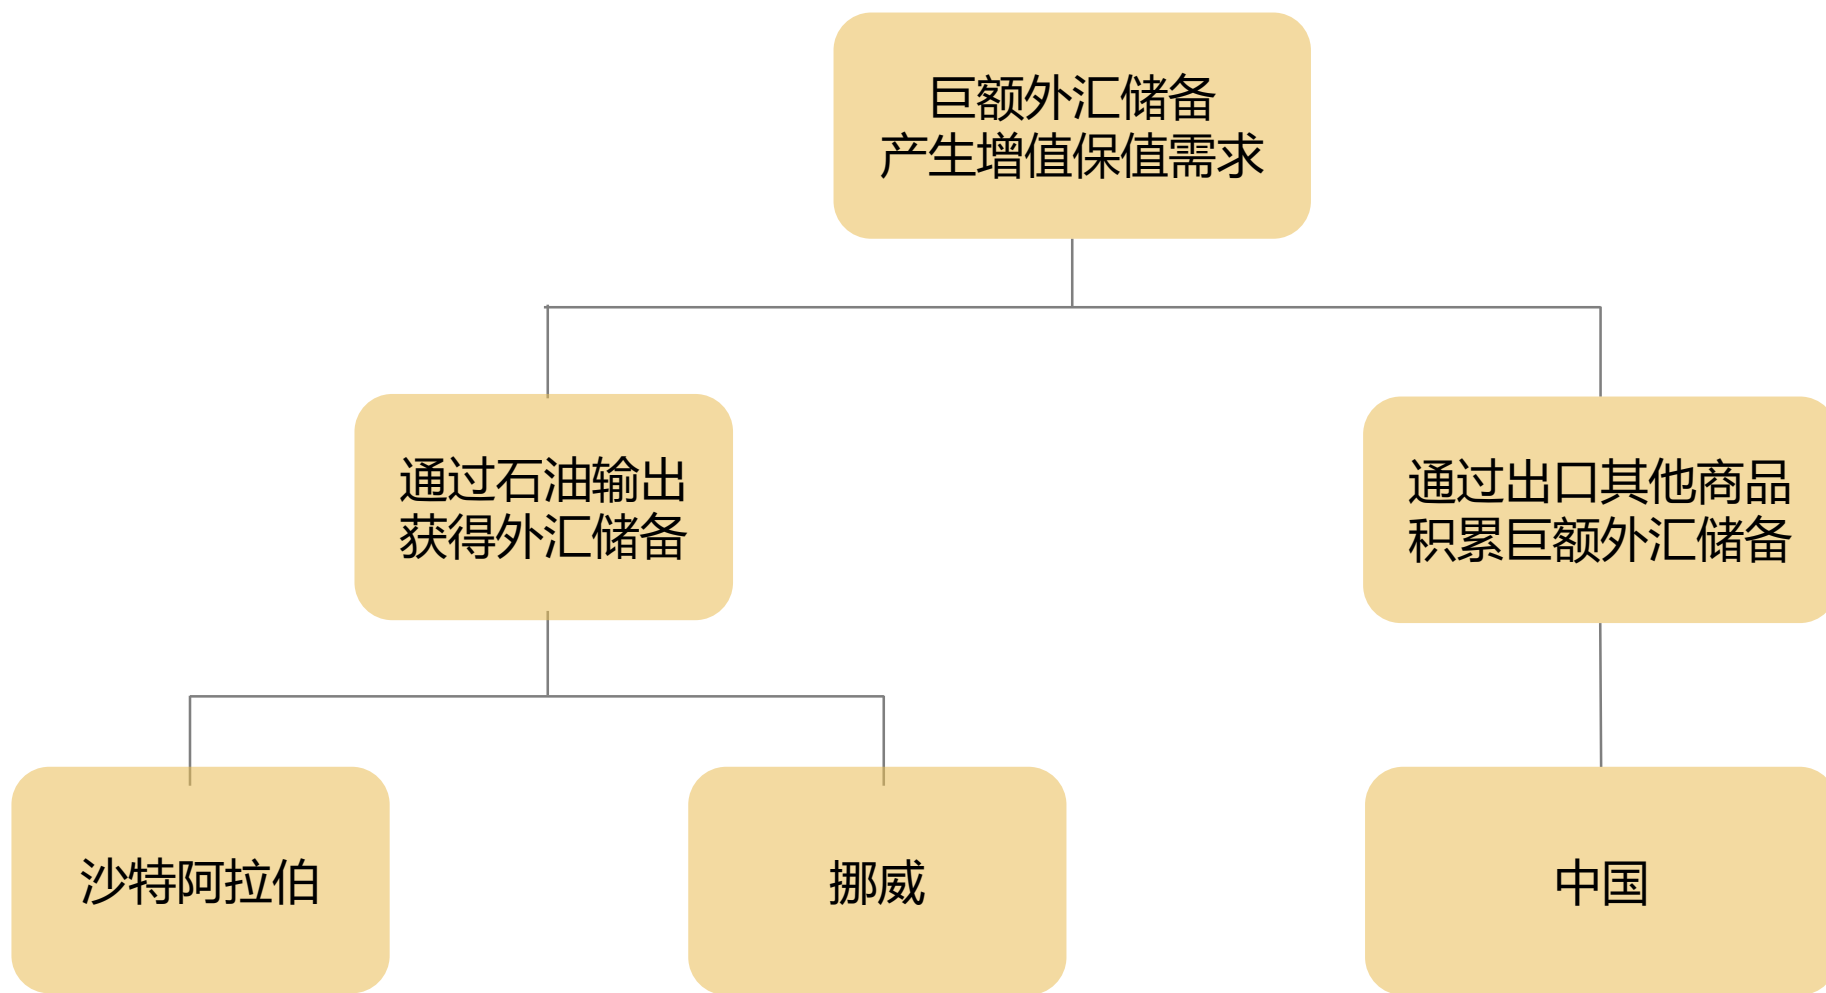 巨额外汇储备
产生增值保值需求
通过石油输出
获得外汇储备
通过出口其他商品
积累巨额外汇储备
沙特阿拉伯
挪威
中国